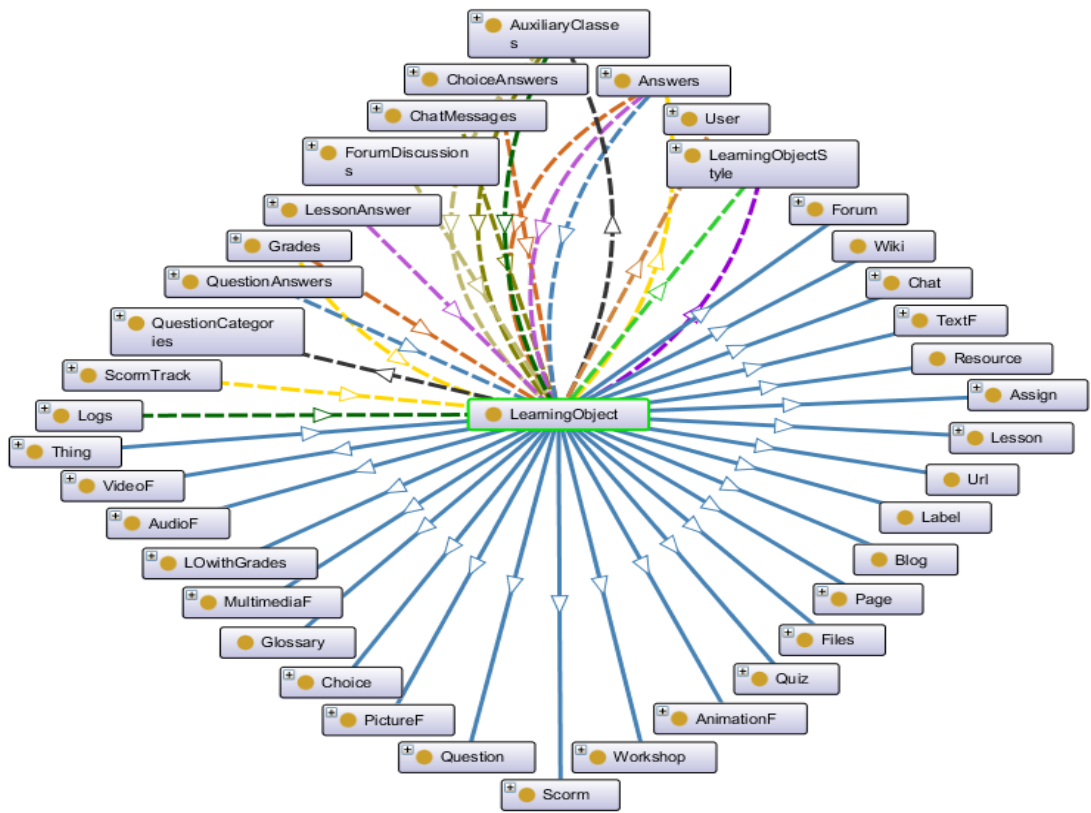 AuxiliaryClasse
s
ChoiceAnswers
Answers
ChatMessages
User
ForumDiscussion
s
LearningObjectS
tyle
LessonAnswer
Forum
Grades
Wiki
QuestionAnswers
Chat
QuestionCategor
ies
TextF
Resource
ScormTrack
Assign
Logs
LearningObject
Lesson
Thing
Url
VideoF
Label
AudioF
Blog
LOwithGrades
Page
MultimediaF
Files
Glossary
Quiz
Choice
AnimationF
PictureF
Question
Workshop
Scorm